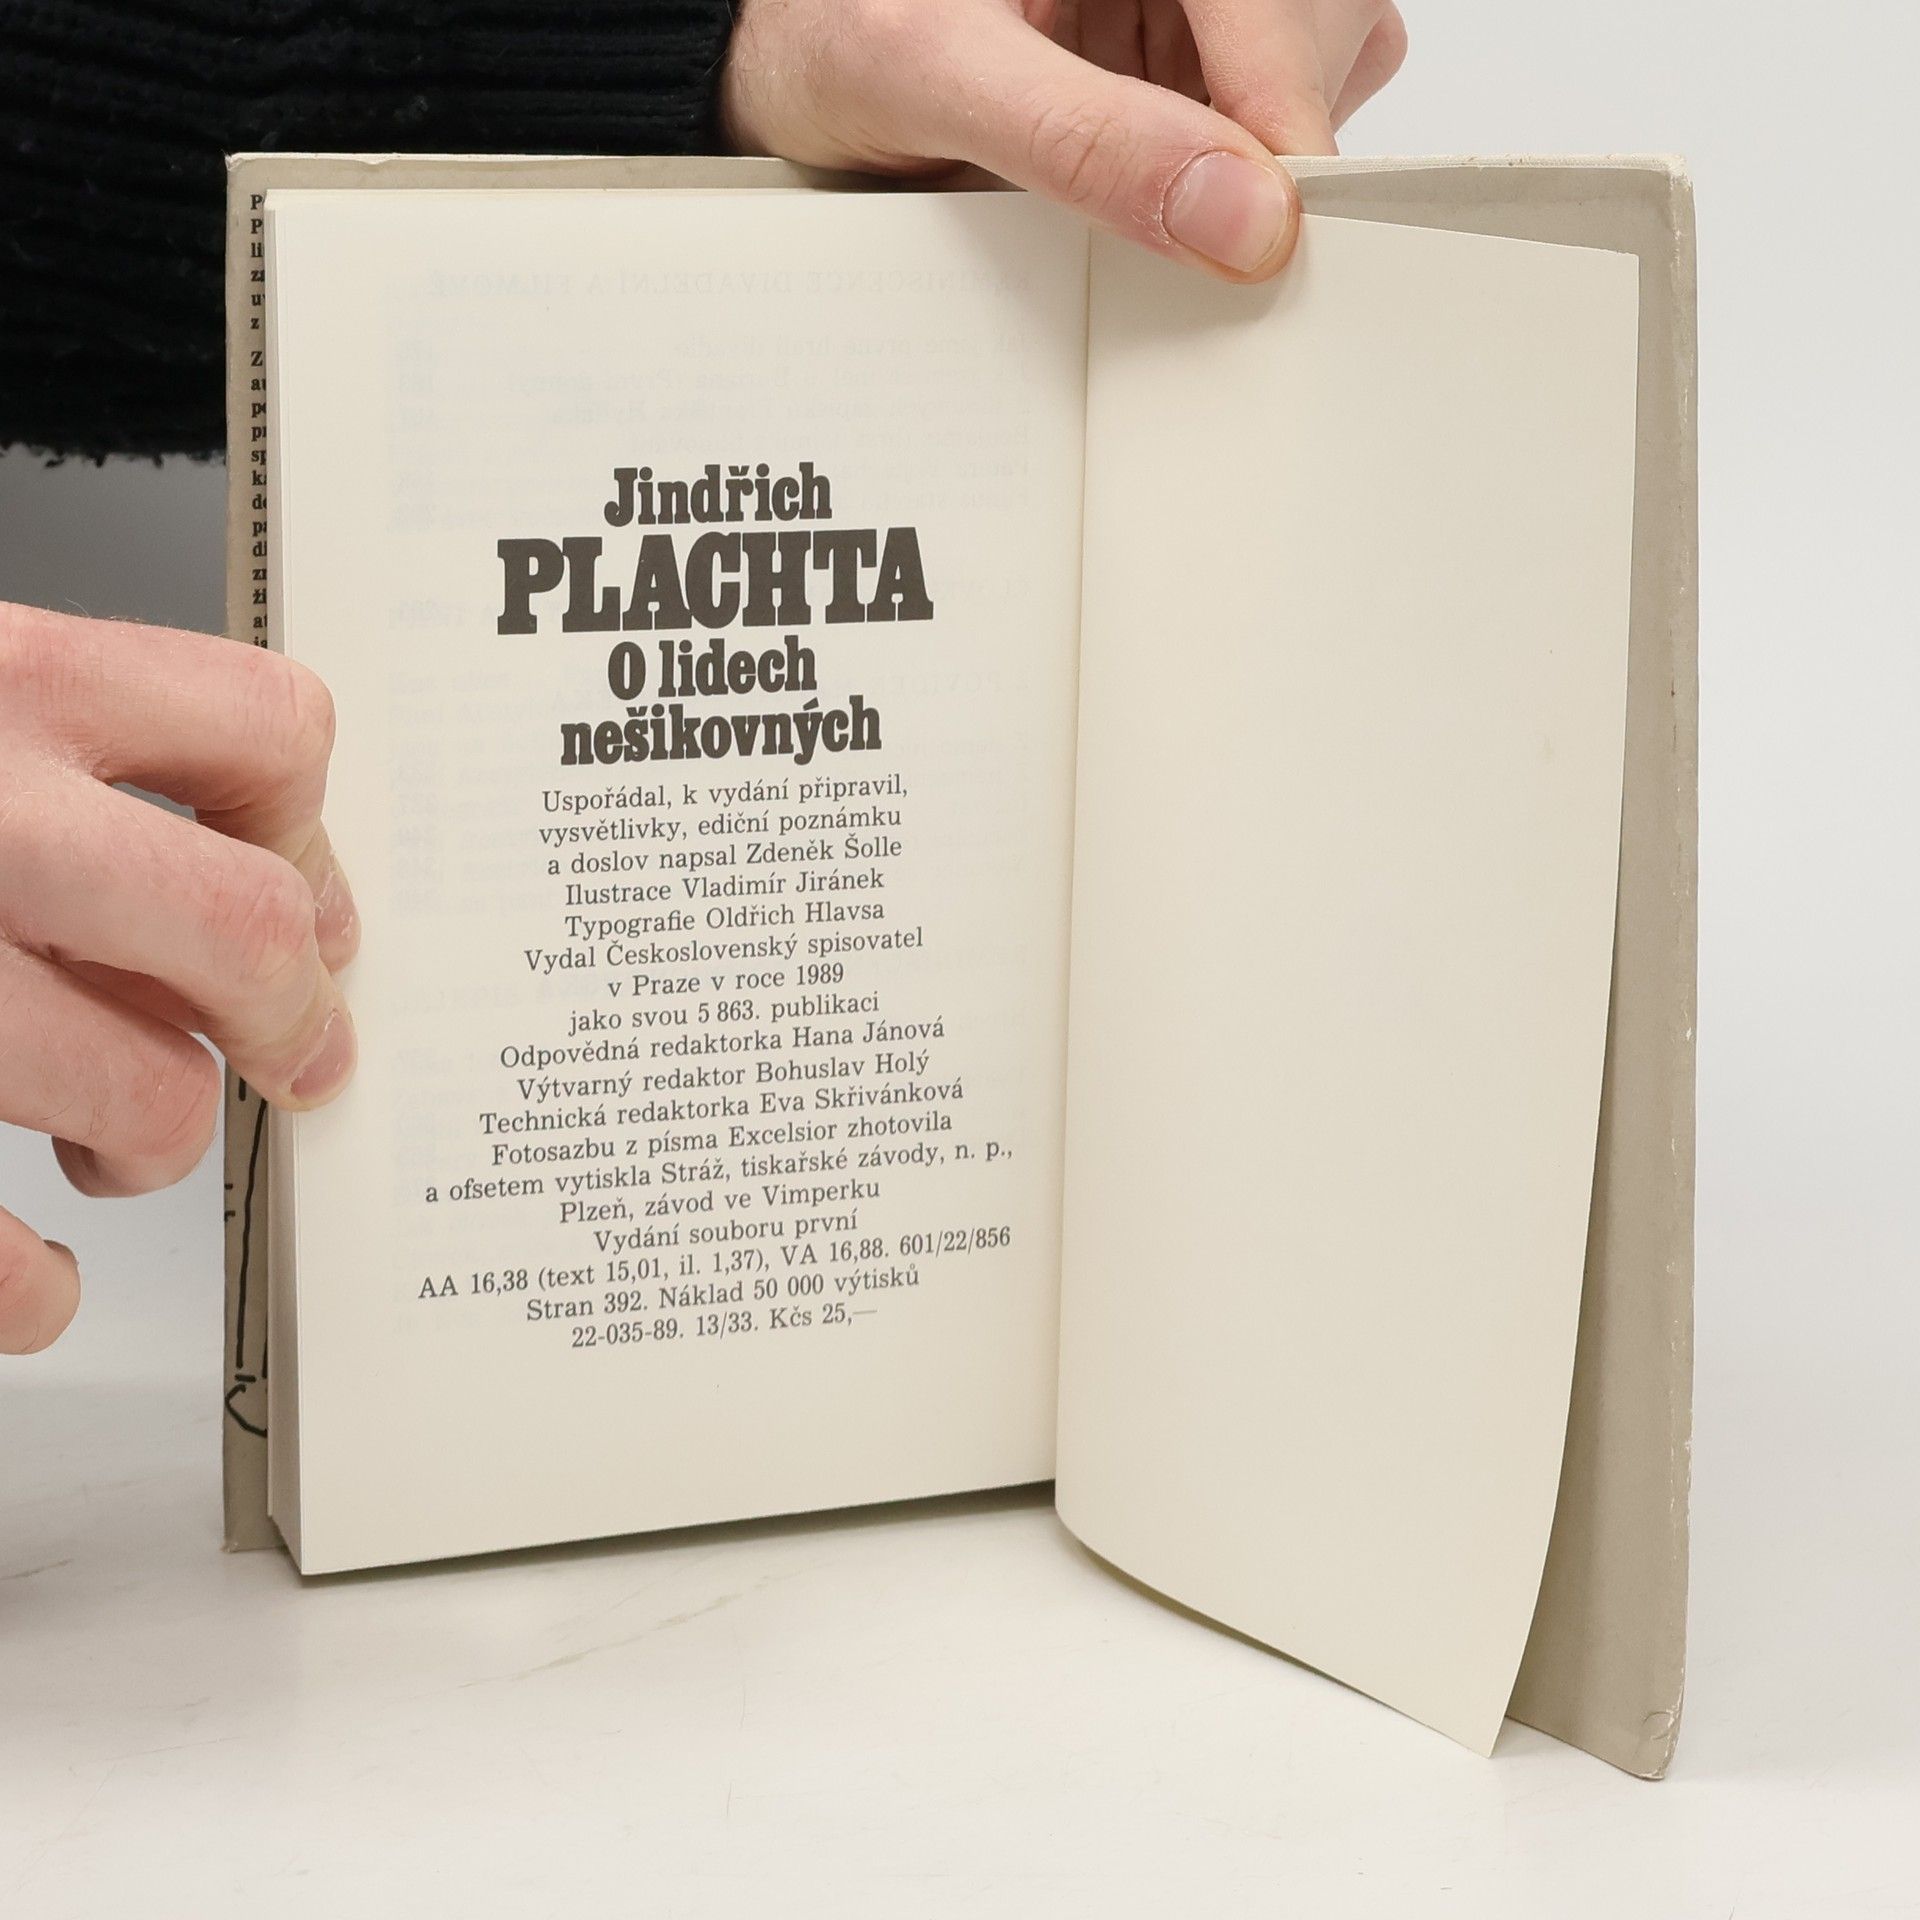 Jindřich
PLACHTA
O lidech
nešikovných
Uspořádal, k vydání připravil,
vysvětlivky, ediční poznámku
a doslov napsal Zdeněk Šolle
Ilustrace Vladimír Jiránek
Typografie Oldřich Hlavsa
Vydal Československý spisovatel
v Praze v roce 1989
jako svou 5 863. publikaci
Odpovědná redaktorka Hana Jánová
Výtvarný redaktor Bohuslav Holý
Technická redaktorka Eva Skřivánková
Fotosazbu z písma Excelsior zhotovila
a ofsetem vytiskla Stráž, tiskařské závody, n. p.,
Plzeň, závod ve Vimperku
Vydání souboru první
AA 16,38 (text 15,01, il. 1,37), VA 16,88. 601/22/856
Stran 392. Náklad 50 000 výtisků
22-035-89. 13/33. Kčs 25,—